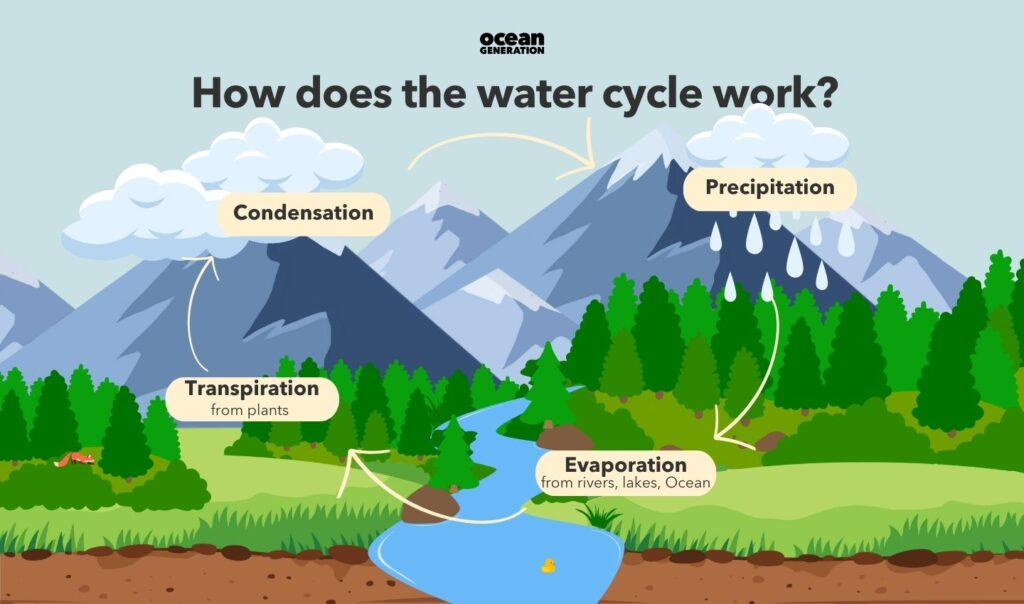 ocean
GENERATION
How does the water cycle work?
Condensation
Precipitation
Transpiration
from plants
Evaporation
from rivers, lakes, Ocean